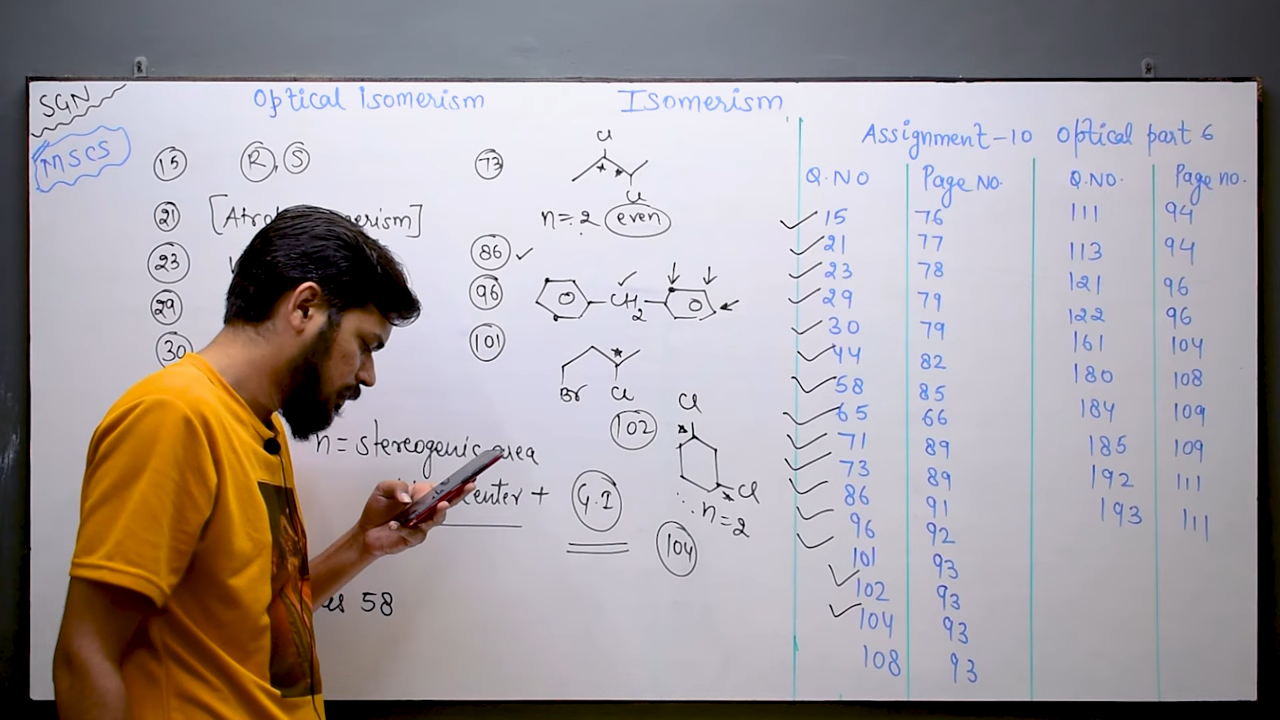 SGN
MSCS
Optical Isomerism
Isomerism
15 R, S
21
23
29
30
n = stereogenic area
center +
G.I
58
73
Cl
Cl
n = 2 even
86
96
CH2
101
Br Cl
102
Cl
Cl
∴ n = 2
104
Assignment-10 Optical part 6
Q.NO Page No. Q.NO. Page no.
15 76 111 94
21 77 113 94
23 78 121 96
29 79 122 96
30 79 161 104
44 82 180 108
58 85 184 109
65 66 185 109
71 89 192 111
73 89 193 111
86 91
96 92
101 93
102 93
104 93
108 93